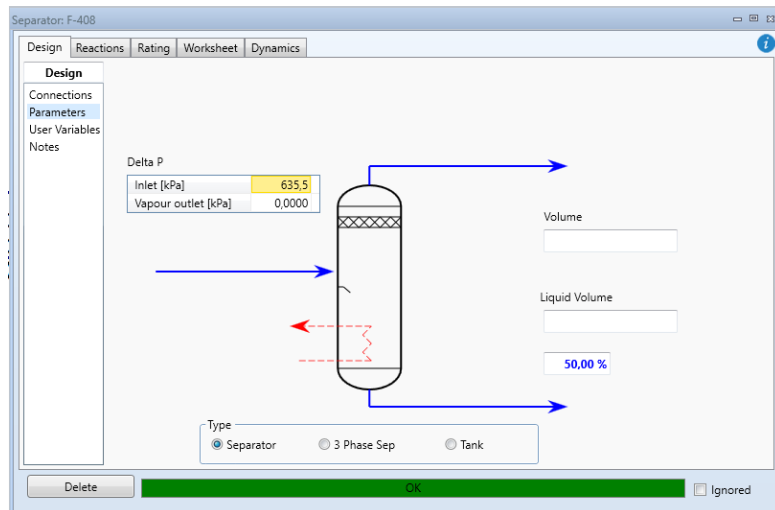 Separator: F-408
Design Reactions Rating Worksheet Dynamics
Design
Connections
Parameters
User Variables
Notes
Delta P
Inlet [kPa] 635,5
Vapour outlet [kPa] 0,0000
Volume
Liquid Volume
50,00 %
Type
Separator 3 Phase Sep Tank
Delete OK Ignored